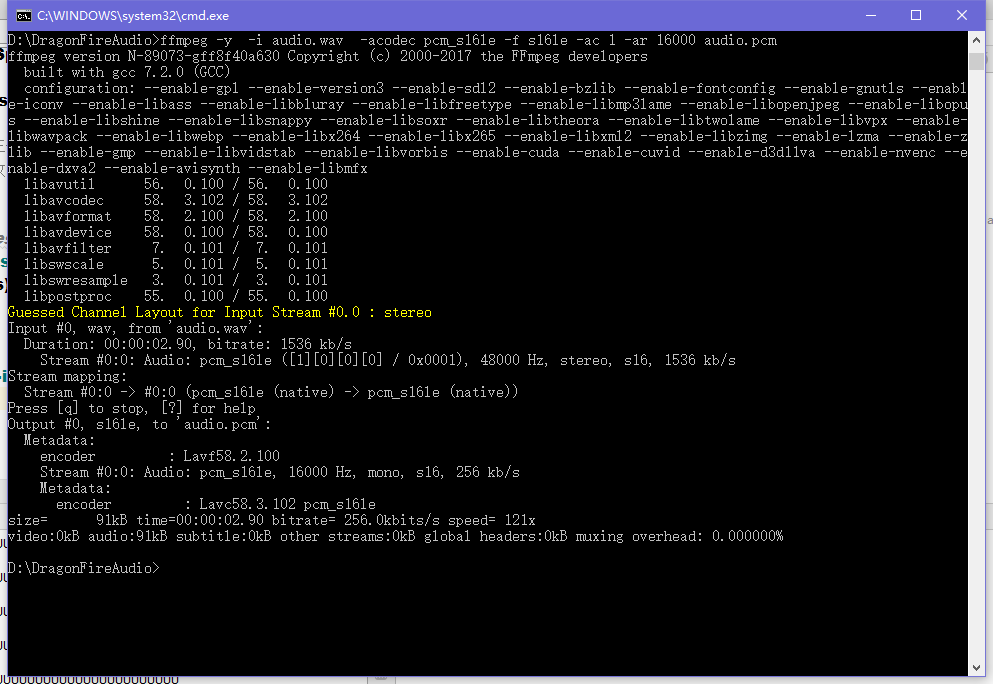 C:\WINDOWS\system32\cmd.exe
D:\DragonFireAudio>ffmpeg -y  -i audio.wav  -acodec pcm_s16le -f s16le -ac 1 -ar 16000 audio.pcm
ffmpeg version N-89073-gff8f40a630 Copyright (c) 2000-2017 the FFmpeg developers
  built with gcc 7.2.0 (GCC)
  configuration: --enable-gpl --enable-version3 --enable-sdl2 --enable-bzlib --enable-fontconfig --enable-gnutls --enabl
e-iconv --enable-libass --enable-libbluray --enable-libfreetype --enable-libmp3lame --enable-libopenjpeg --enable-libopu
s --enable-libshine --enable-libsnappy --enable-libsoxr --enable-libtheora --enable-libtwolame --enable-libvpx --enable-
libwavpack --enable-libwebp --enable-libx264 --enable-libx265 --enable-libxml2 --enable-libzimg --enable-lzma --enable-z
lib --enable-gmp --enable-libvidstab --enable-libvorbis --enable-cuda --enable-cuvid --enable-d3d11va --enable-nvenc --e
nable-dxva2 --enable-avisynth --enable-libmfx
  libavutil      56.  0.100 / 56.  0.100
  libavcodec     58.  3.102 / 58.  3.102
  libavformat    58.  2.100 / 58.  2.100
  libavdevice    58.  0.100 / 58.  0.100
  libavfilter     7.  0.101 /  7.  0.101
  libswscale      5.  0.101 /  5.  0.101
  libswresample   3.  0.101 /  3.  0.101
  libpostproc    55.  0.100 / 55.  0.100
Guessed Channel Layout for Input Stream #0.0 : stereo
Input #0, wav, from 'audio.wav':
  Duration: 00:00:02.90, bitrate: 1536 kb/s
    Stream #0:0: Audio: pcm_s16le ([1][0][0][0] / 0x0001), 48000 Hz, stereo, s16, 1536 kb/s
Stream mapping:
  Stream #0:0 -> #0:0 (pcm_s16le (native) -> pcm_s16le (native))
Press [q] to stop, [?] for help
Output #0, s16le, to 'audio.pcm':
  Metadata:
    encoder         : Lavf58.2.100
    Stream #0:0: Audio: pcm_s16le, 16000 Hz, mono, s16, 256 kb/s
    Metadata:
      encoder         : Lavc58.3.102 pcm_s16le
size=      91kB time=00:00:02.90 bitrate= 256.0kbits/s speed= 121x
video:0kB audio:91kB subtitle:0kB other streams:0kB global headers:0kB muxing overhead: 0.000000%
D:\DragonFireAudio>